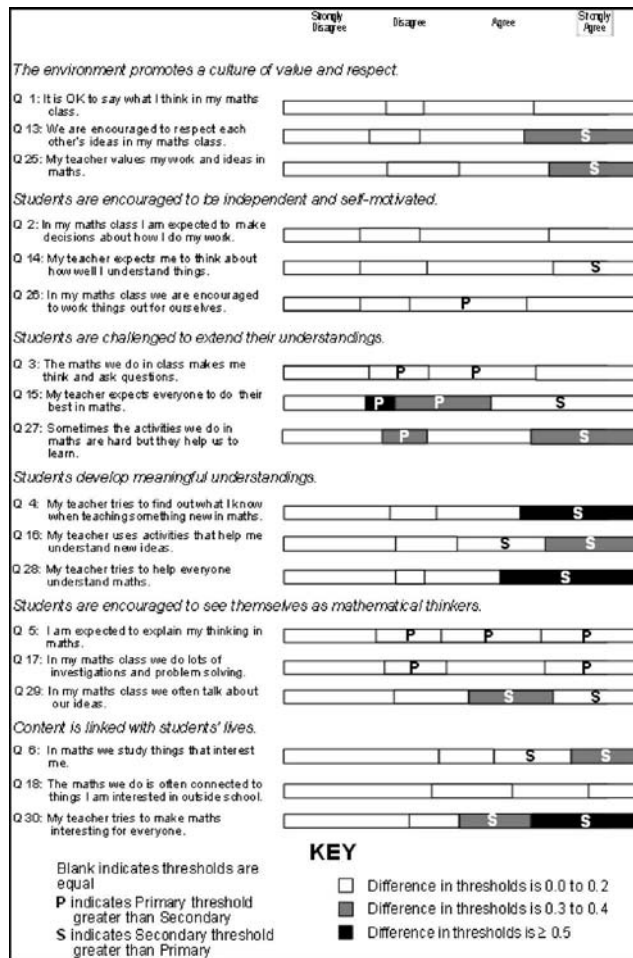 Strongly Disagree Disagree Agree Strongly Agree
The environment promotes a culture of value and respect.
Q 1: It is OK to say what I think in my maths
class.
Q 13: We are encouraged to respect each
other's ideas in my maths class.
S
Q 25: My teacher values my work and ideas in
maths.
S
Students are encouraged to be independent and self-motivated.
Q 2: In my maths class I am expected to make
decisions about how I do my work.
Q 14: My teacher expects me to think about
how well I understand things.
S
Q 26: In my maths class we are encouraged
to work things out for ourselves.
P
Students are challenged to extend their understandings.
Q 3: The maths we do in class makes me
think and ask questions.
P P
Q 15: My teacher expects everyone to do their
best in maths.
P P S
Q 27: Sometimes the activities we do in
maths are hard but they help us to
learn.
P S
Students develop meaningful understandings.
Q 4: My teacher tries to find out what I know
when teaching something new in maths.
S
Q 16: My teacher uses activities that help me
understand new ideas.
S S
Q 28: My teacher tries to help everyone
understand maths.
S
Students are encouraged to see themselves as mathematical thinkers.
Q 5: I am expected to explain my thinking in
maths.
P P P
Q 17: In my maths class we do lots of
investigations and problem solving.
P P
Q 29: In my maths class we often talk about
our ideas.
S S
Content is linked with students' lives.
Q 6: In maths we study things that interest
me.
S S
Q 18: The maths we do is often connected to
things I am interested in outside school.
Q 30: My teacher tries to make maths
interesting for everyone.
S S
Blank indicates thresholds are
equal
P indicates Primary threshold
greater than Secondary
S indicates Secondary threshold
greater than Primary
KEY
Difference in thresholds is 0.0 to 0.2
Difference in thresholds is 0.3 to 0.4
Difference in thresholds is ≥ 0.5